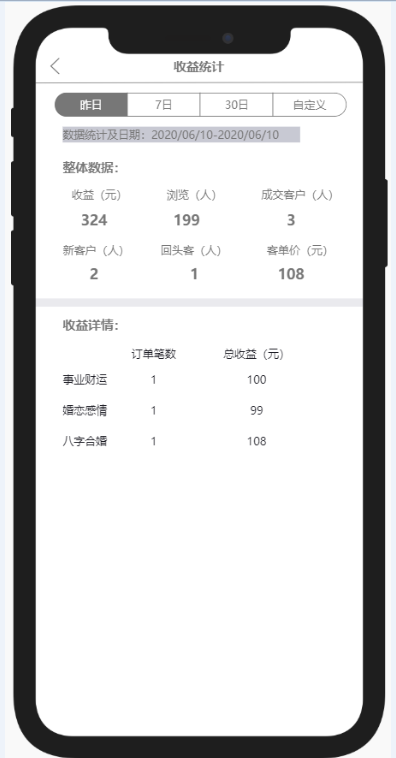 收益统计
昨日 7日 30日 自定义
数据统计及日期：2020/06/10-2020/06/10
整体数据：
收益（元） 浏览（人） 成交客户（人）
324 199 3
新客户（人） 回头客（人） 客单价（元）
2 1 108
收益详情：
订单笔数 总收益（元）
事业财运 1 100
婚恋感情 1 99
八字合婚 1 108